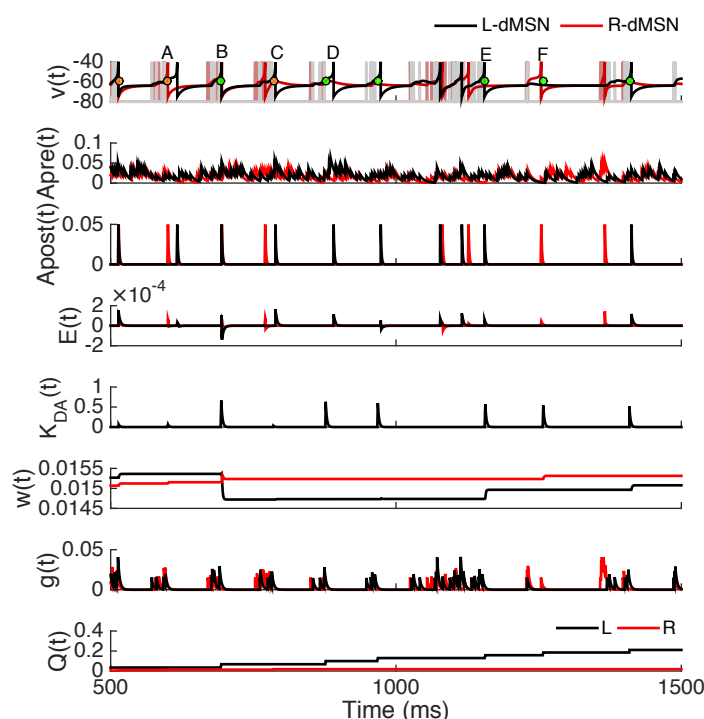 L-dMSN R-dMSN
A B C D E F
-40
-60
-80
v(t)
0.1
0.05
0
Apre(t)
0.05
0
Apost(t)
×10-4
2
0
-2
E(t)
1
0.5
0
KDA(t)
0.0155
0.015
0.0145
w(t)
0.05
0
g(t)
L R
0.4
0.2
0
Q(t)
500 1000 1500
Time (ms)